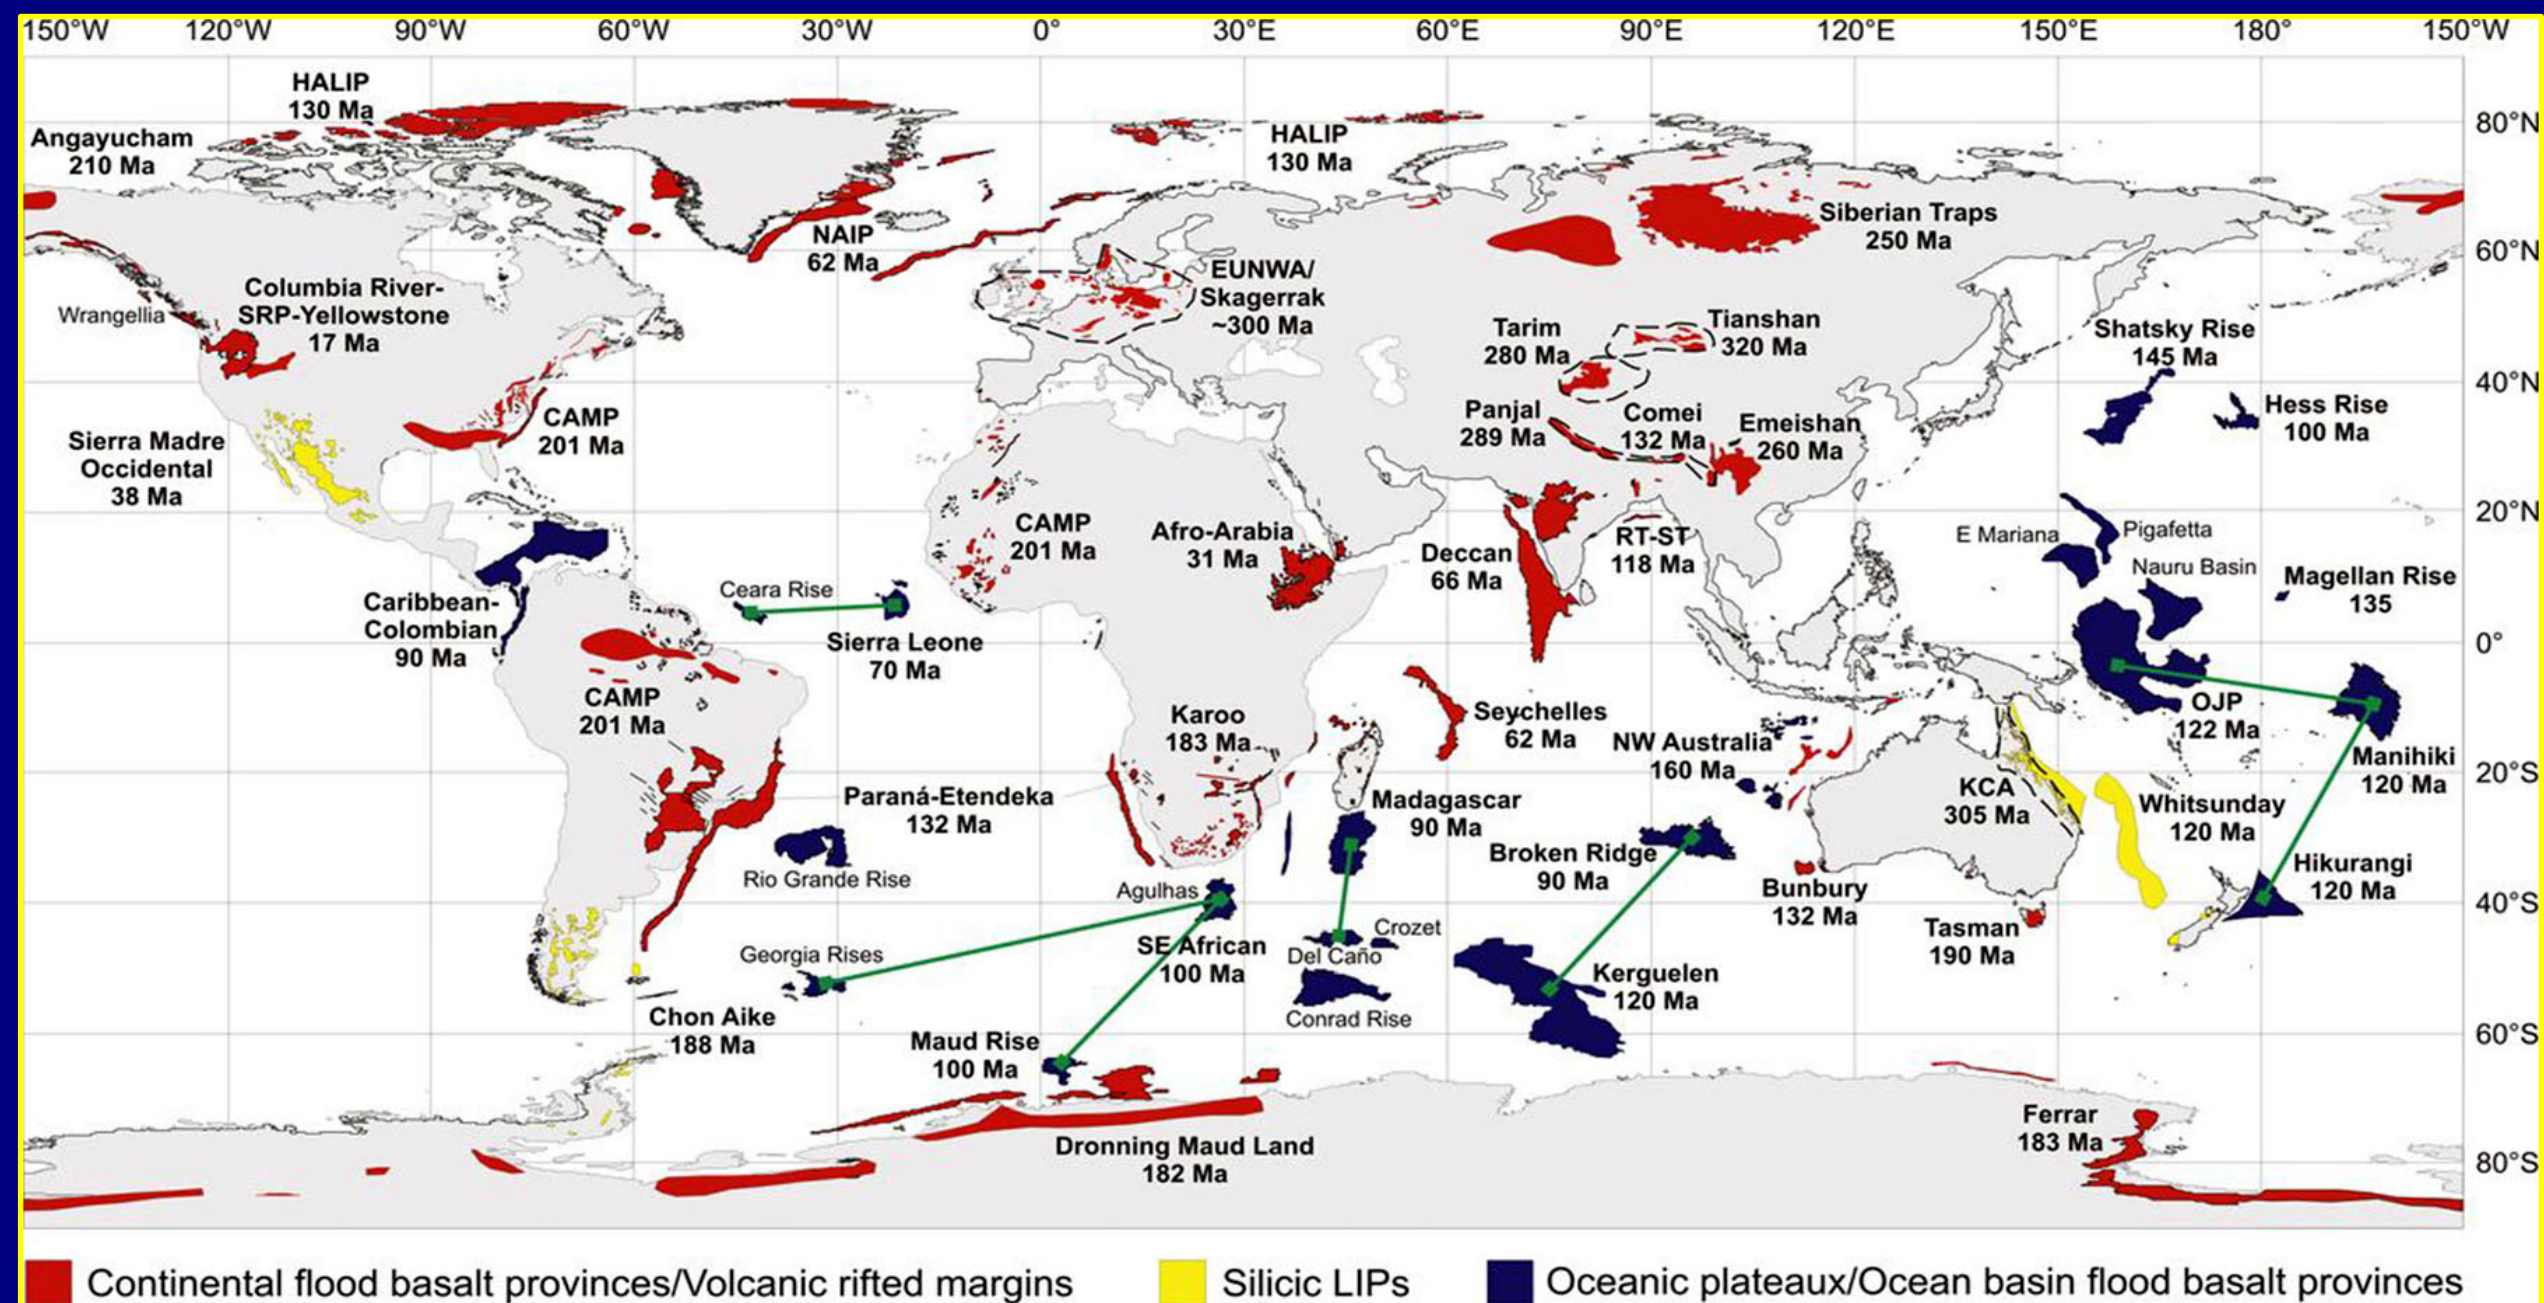 150°W 120°W 90°W 60°W 30°W 0° 30°E 60°E 90°E 120°E 150°E 180° 150°W
80°N
60°N
40°N
20°N
0°
20°S
40°S
60°S
80°S
HALIP
130 Ma
Angayucham
210 Ma
HALIP
130 Ma
Siberian Traps
250 Ma
NAIP
62 Ma
EUNWA/
Skagerrak
~300 Ma
Columbia River-
SRP-Yellowstone
17 Ma
Wrangellia
Tarim
280 Ma
Tianshan
320 Ma
Shatsky Rise
145 Ma
Hess Rise
100 Ma
CAMP
201 Ma
Sierra Madre
Occidental
38 Ma
Panjal
289 Ma
Comei
132 Ma
Emeishan
260 Ma
CAMP
201 Ma
Afro-Arabia
31 Ma
Deccan
66 Ma
RT-ST
118 Ma
E Mariana
Pigafetta
Nauru Basin
Magellan Rise
135
Caribbean-
Colombian
90 Ma
Ceara Rise
Sierra Leone
70 Ma
CAMP
201 Ma
Karoo
183 Ma
Seychelles
62 Ma
NW Australia
160 Ma
OJP
122 Ma
Manihiki
120 Ma
Paraná-Etendeka
132 Ma
Madagascar
90 Ma
KCA
305 Ma
Whitsunday
120 Ma
Rio Grande Rise
Agulhas
Broken Ridge
90 Ma
Bunbury
132 Ma
Hikurangi
120 Ma
Georgia Rises
SE African
100 Ma
Crozet
Del Caño
Tasman
190 Ma
Kerguelen
120 Ma
Conrad Rise
Chon Aike
188 Ma
Maud Rise
100 Ma
Dronning Maud Land
182 Ma
Ferrar
183 Ma
Continental flood basalt provinces/Volcanic rifted margins
Silicic LIPs
Oceanic plateaux/Ocean basin flood basalt provinces